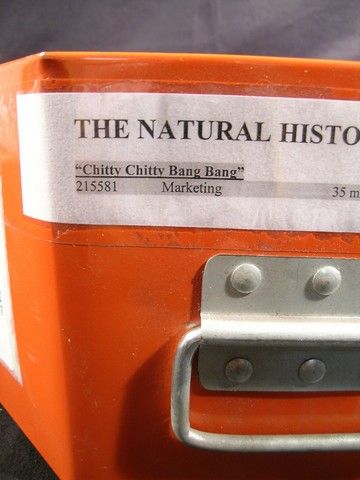 THE NATURAL HISTO
“Chitty Chitty Bang Bang”
215581 Marketing 35 m